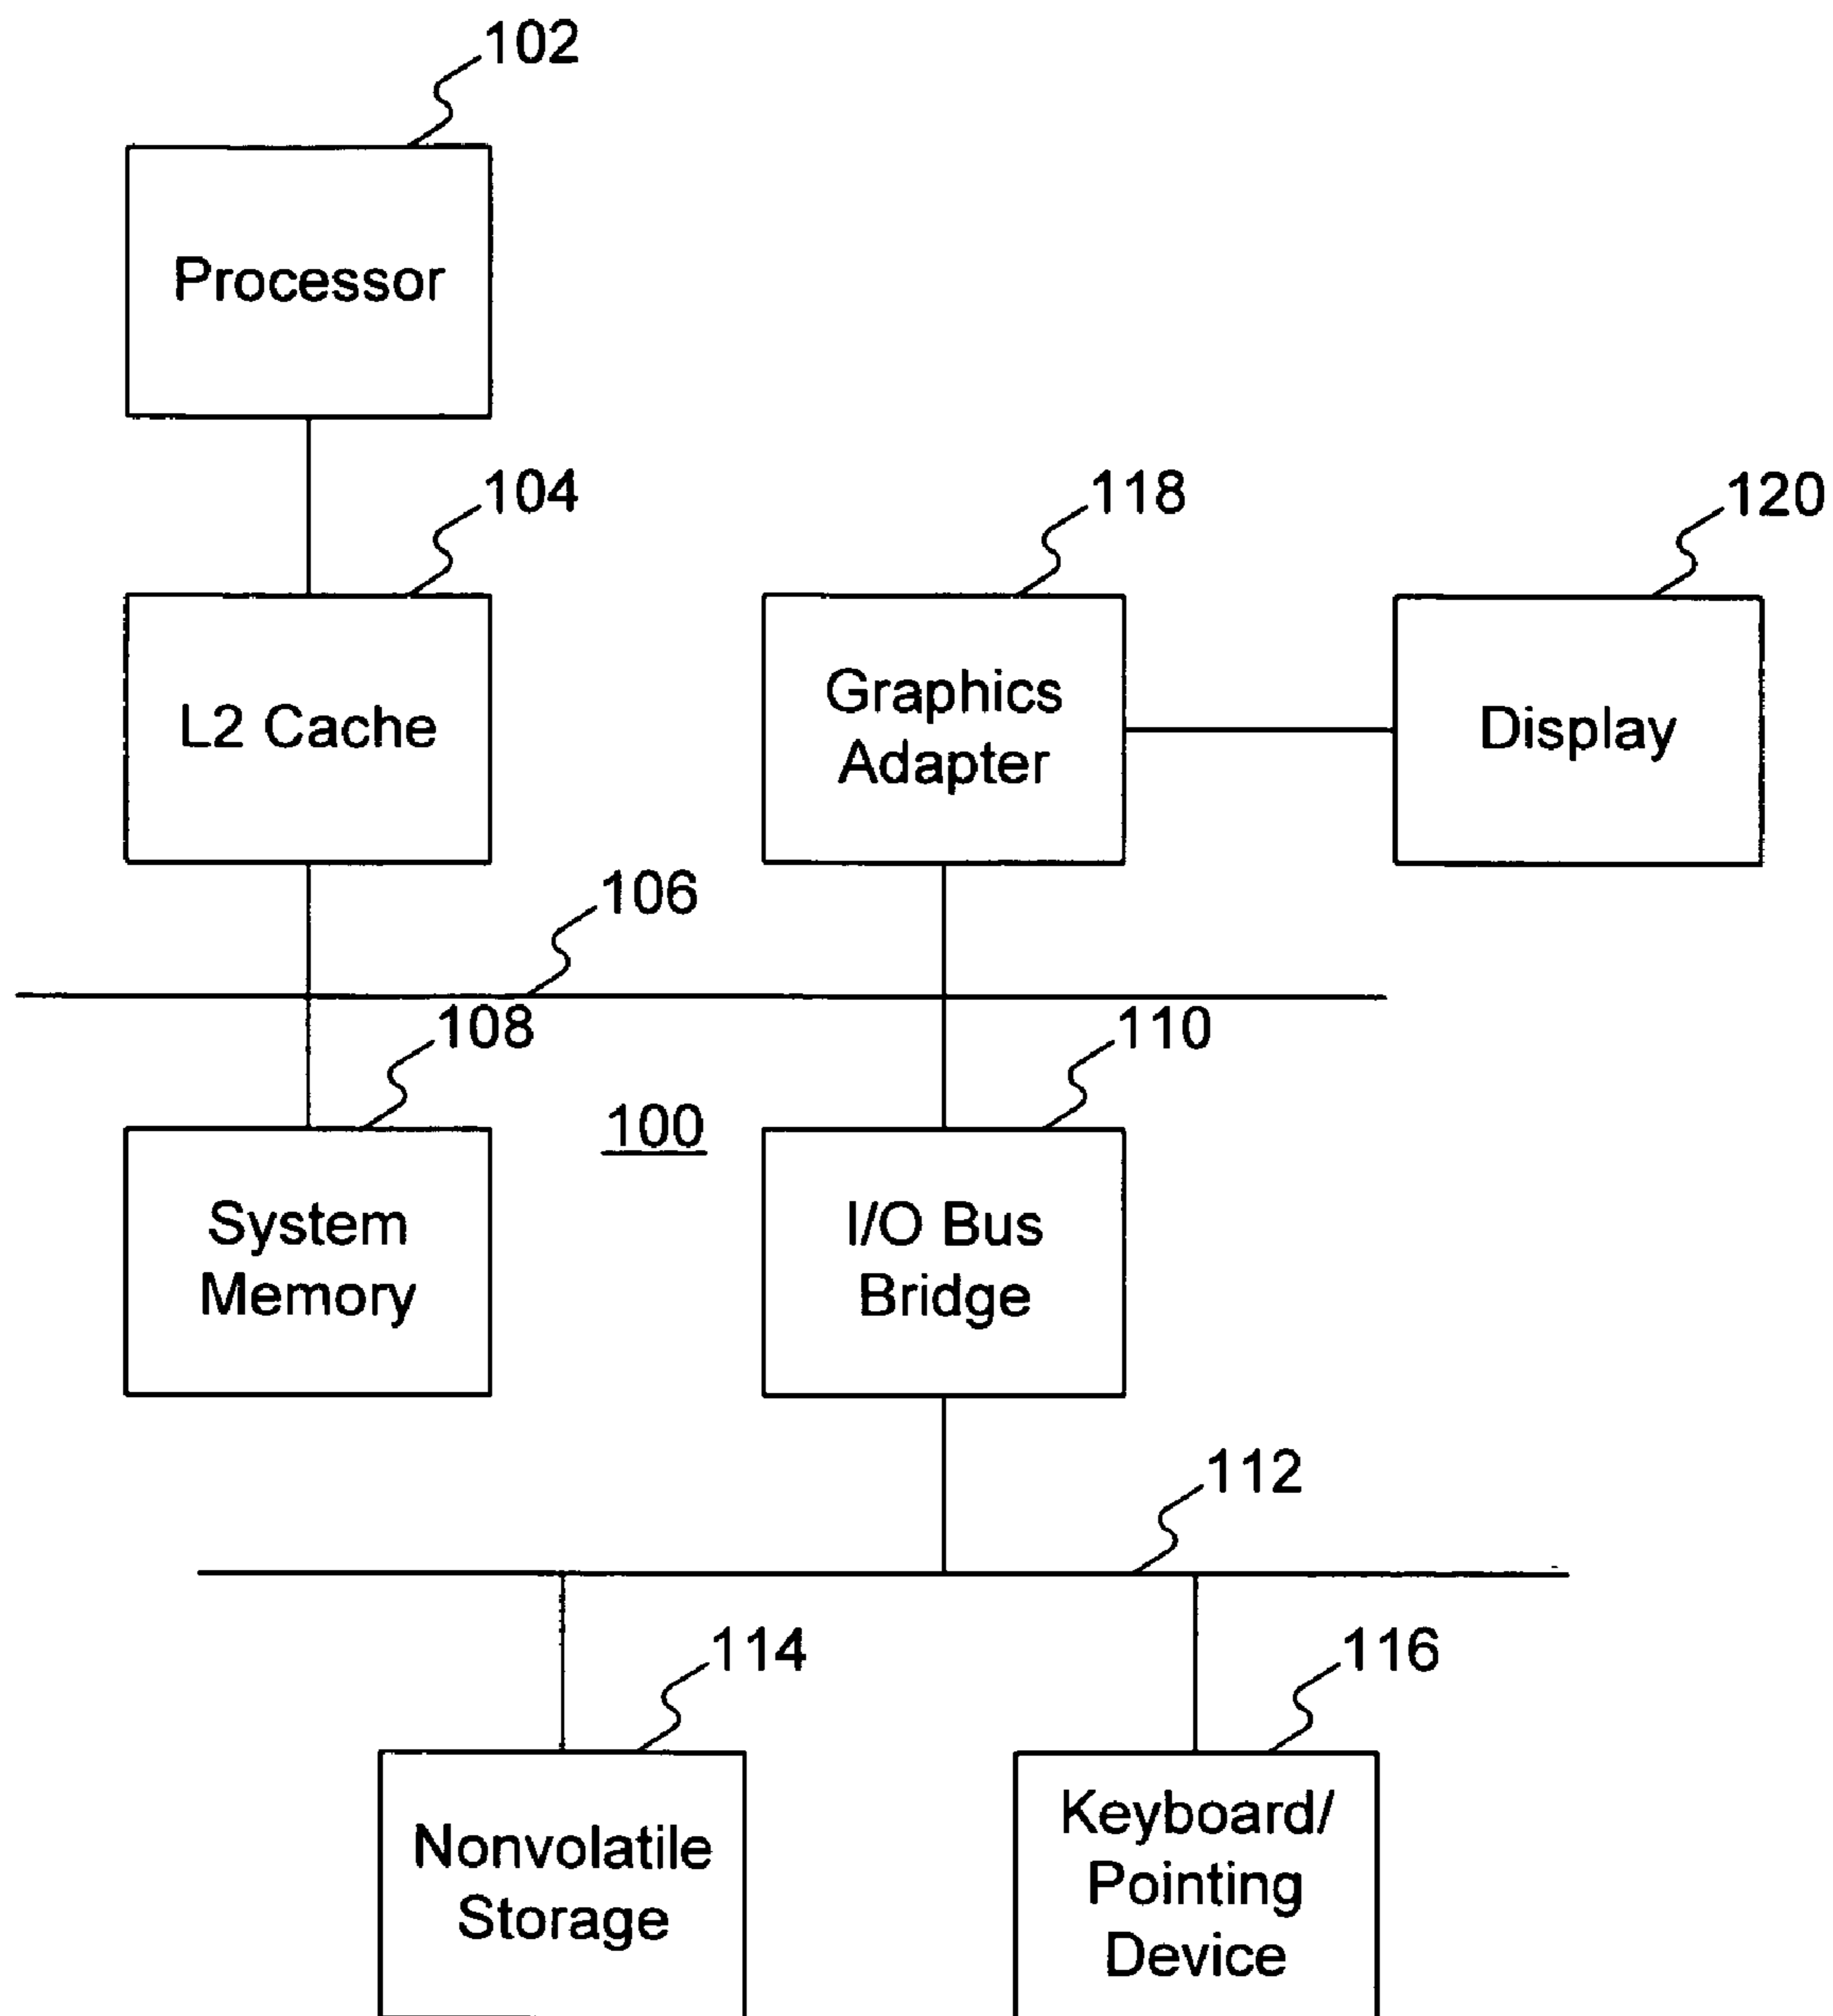 102
Processor
104
118
120
L2 Cache
Graphics
Adapter
Display
106
108
110
100
System
Memory
I/O Bus
Bridge
112
114
116
Nonvolatile
Storage
Keyboard/
Pointing
Device